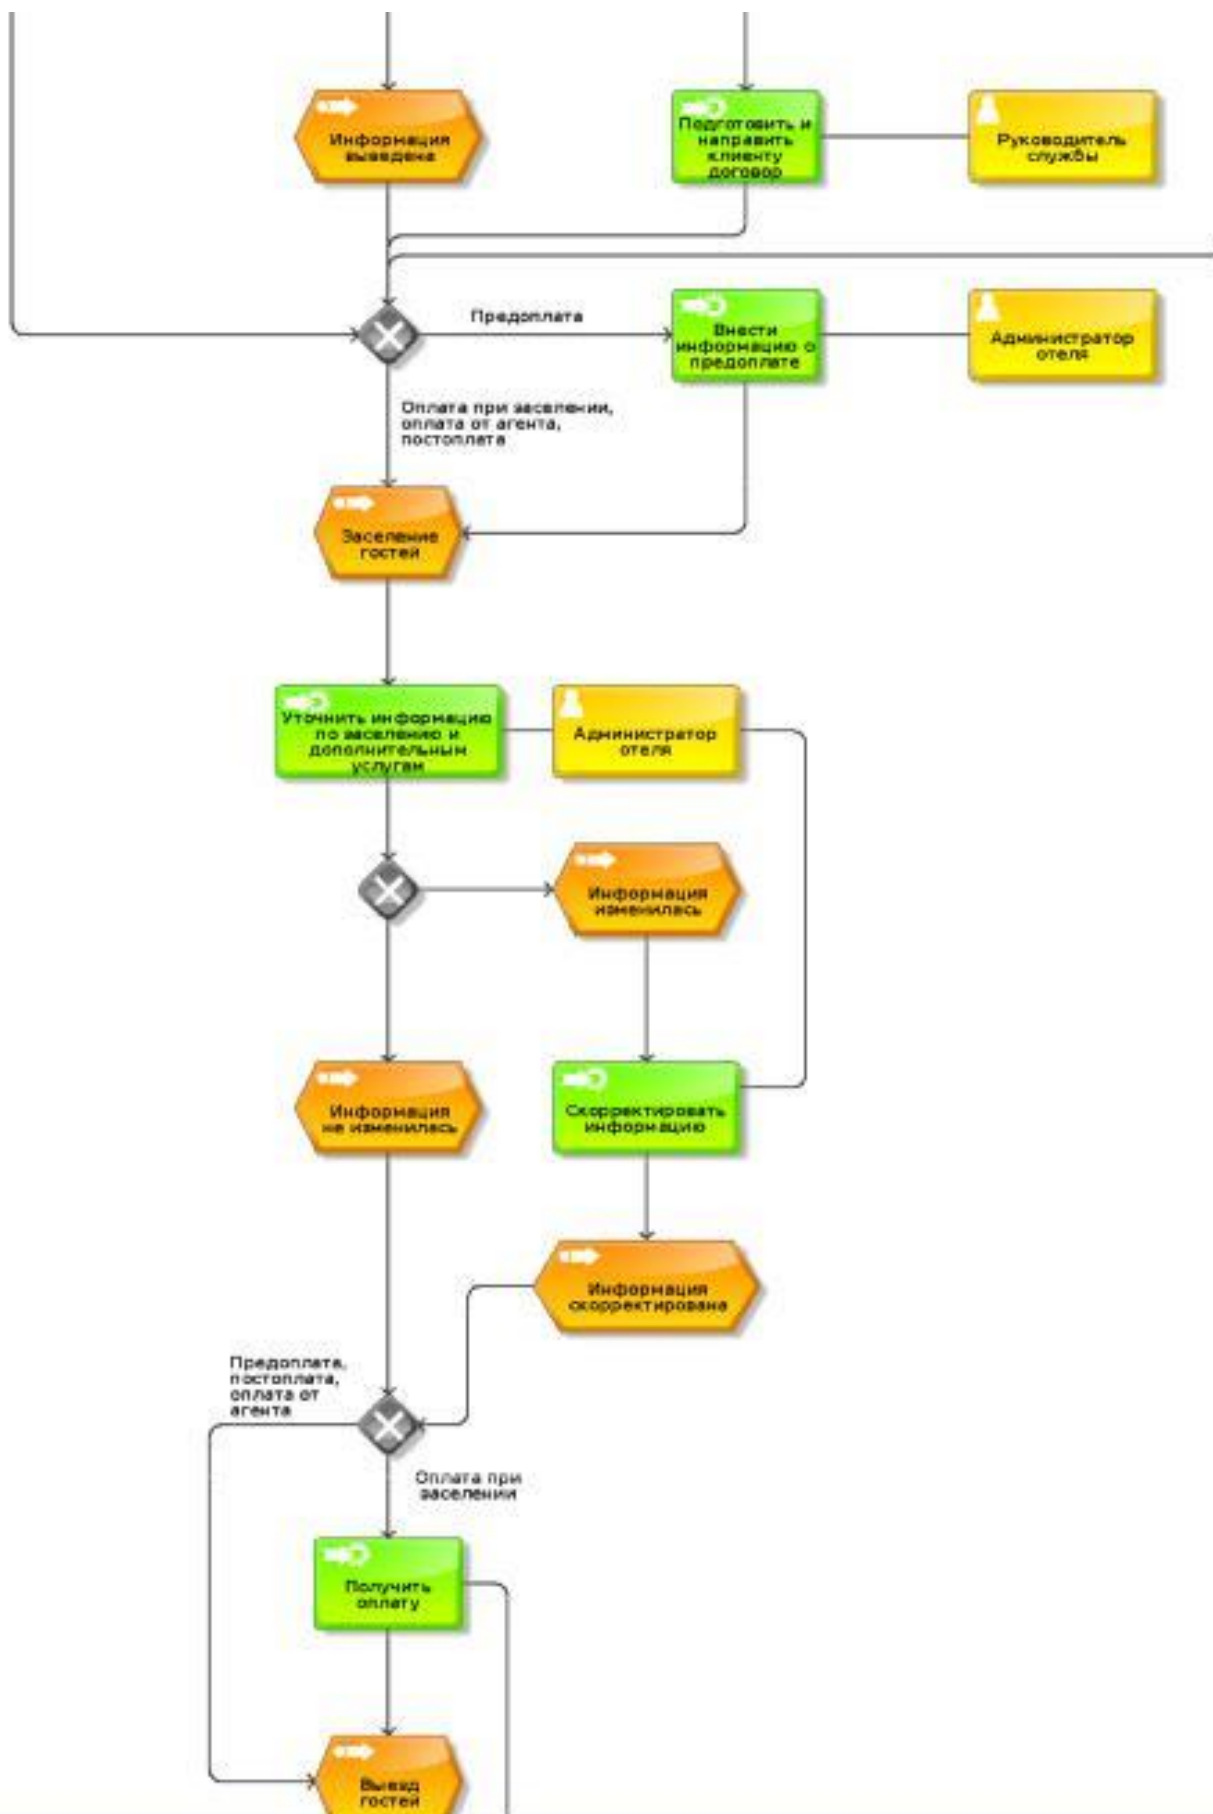 Информация
выведена
Подготовить и
направить
клиенту
договор
Руководитель
службы
Предоплата
Внести
информацию о
предоплате
Администратор
отеля
Оплата при заселении,
оплата от агента,
постоплата
Заселение
гостей
Уточнить информацию
по заселению и
дополнительным
услугам
Администратор
отеля
Информация
изменилась
Информация
не изменилась
Скорректировать
информацию
Информация
скорректирована
Предоплата,
постоплата,
оплата от
агента
Оплата при
заселении
Получить
оплату
Выезд
гостей